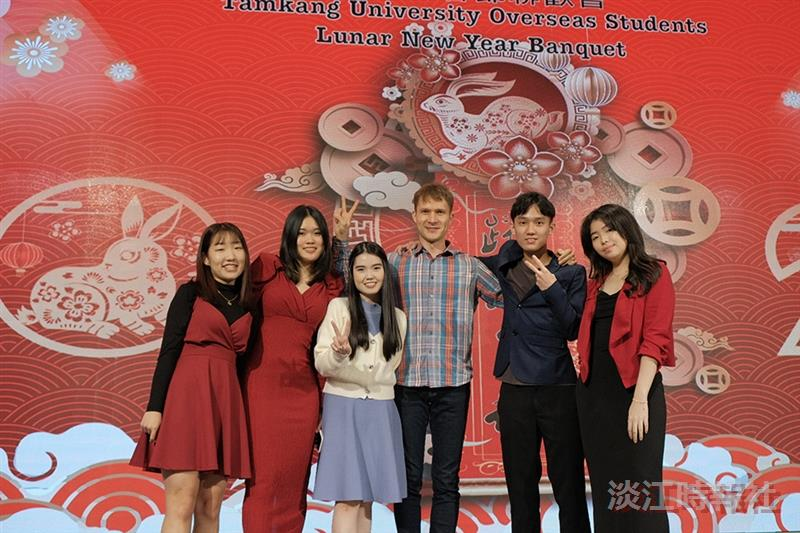 Tamkang University Overseas Students
Lunar New Year Banquet
淡江時報社